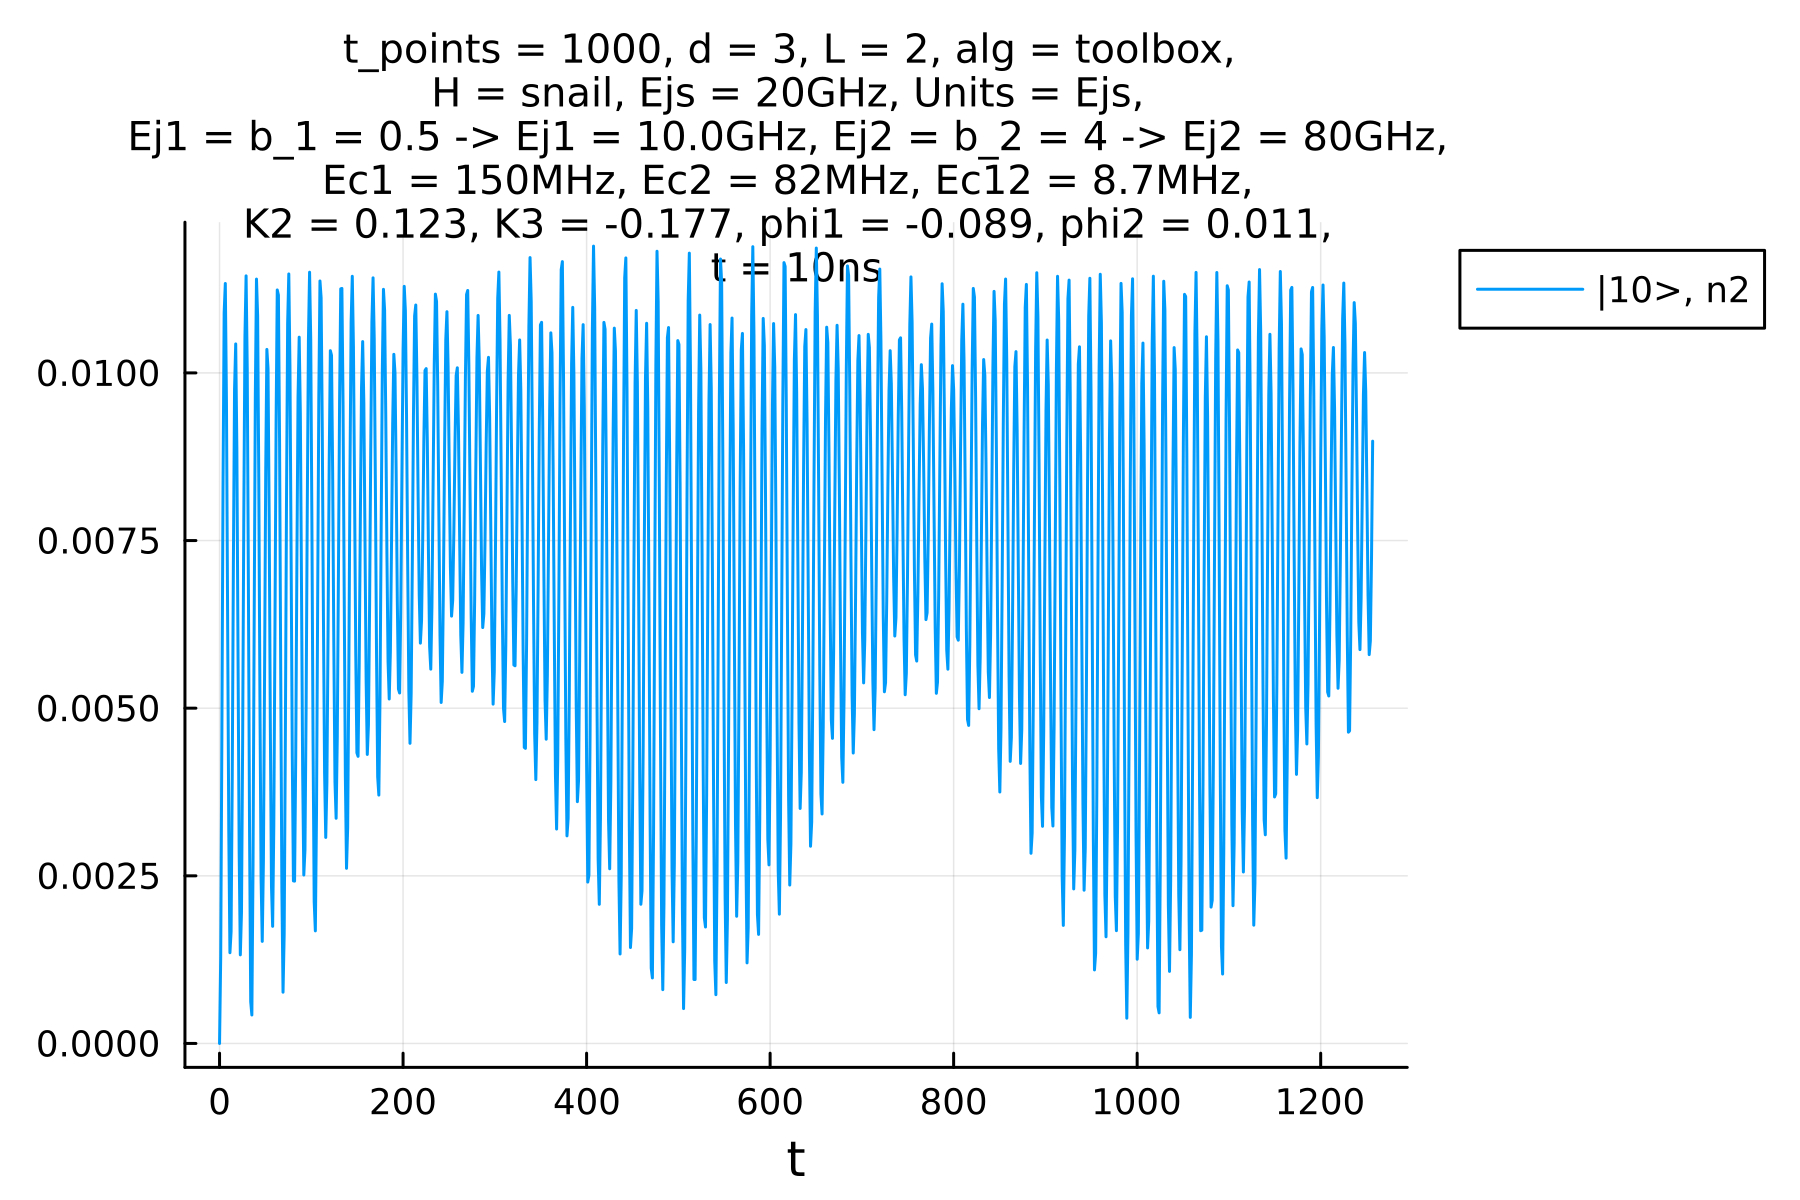 t_points = 1000, d = 3, L = 2, alg = toolbox,
H = snail, Ejs = 20GHz, Units = Ejs,
Ej1 = b_1 = 0.5 -> Ej1 = 10.0GHz, Ej2 = b_2 = 4 -> Ej2 = 80GHz,
Ec1 = 150MHz, Ec2 = 82MHz, Ec12 = 8.7MHz,
K2 = 0.123, K3 = -0.177, phi1 = -0.089, phi2 = 0.011,
t = 10ns
|10>, n2
0.0100
0.0075
0.0050
0.0025
0.0000
0 200 400 600 800 1000 1200
t